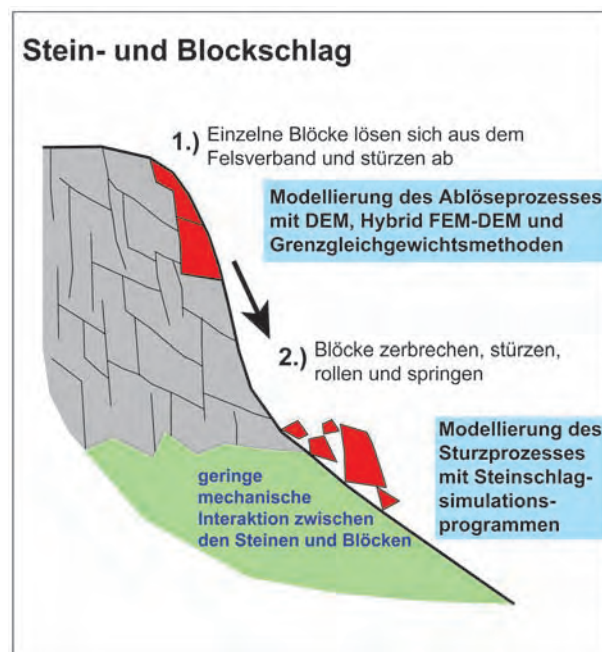 Stein- und Blockschlag
1.) Einzelne Blöcke lösen sich aus dem
Felsverband und stürzen ab
Modellierung des Ablöseprozesses
mit DEM, Hybrid FEM-DEM und
Grenzgleichgewichtsmethoden
2.) Blöcke zerbrechen, stürzen,
rollen und springen
Modellierung des
Sturzprozesses
mit Steinschlag-
simulations-
programmen
geringe
mechanische
Interaktion zwischen
den Steinen und Blöcken